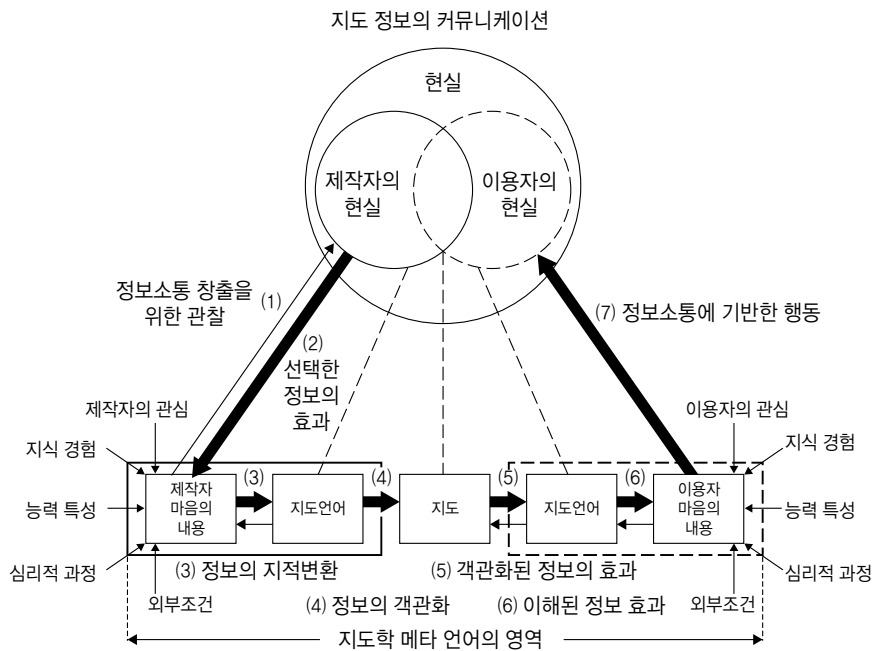 지도 정보의 커뮤니케이션
현실
제작자의
현실
이용자의
현실
정보소통 창출을
위한 관찰
(1)
(2)
선택한
정보의
효과
(7) 정보소통에 기반한 행동
제작자의 관심
지식 경험
능력 특성
심리적 과정
외부조건
제작자
마음의
내용
(3)
지도언어
(4)
지도
(5)
지도언어
(6)
이용자
마음의
내용
이용자의 관심
지식 경험
능력 특성
심리적 과정
외부조건
(3) 정보의 지적변환
(5) 객관화된 정보의 효과
(4) 정보의 객관화
(6) 이해된 정보 효과
지도학 메타 언어의 영역